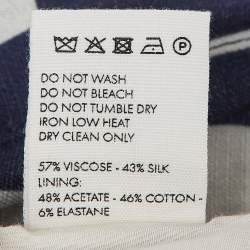 P
DO NOT WASH
DO NOT BLEACH
DO NOT TUMBLE DRY
IRON LOW HEAT
DRY CLEAN ONLY
57% VISCOSE - 43% SILK
LINING:
48% ACETATE - 46% COTTON -
6% ELASTANE